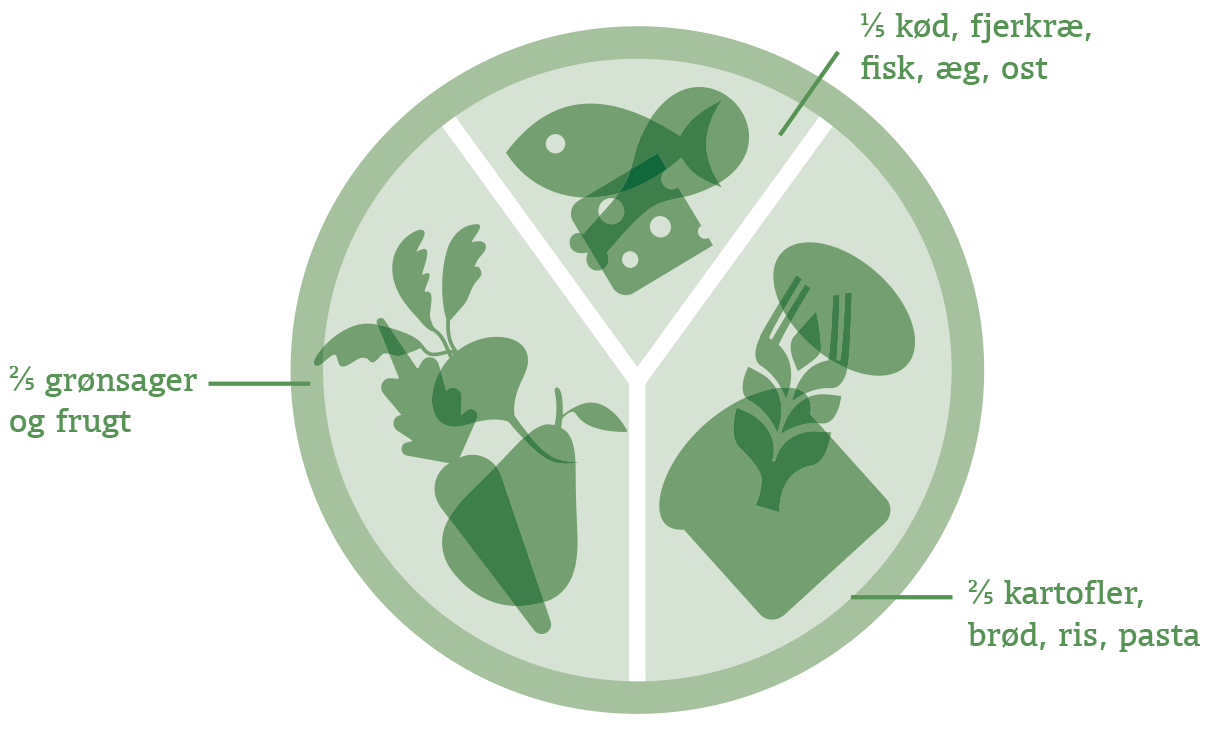 ⅕ kød, fjerkræ,
fisk, æg, ost
⅖ grønsager
og frugt
⅖ kartofler,
brød, ris, pasta